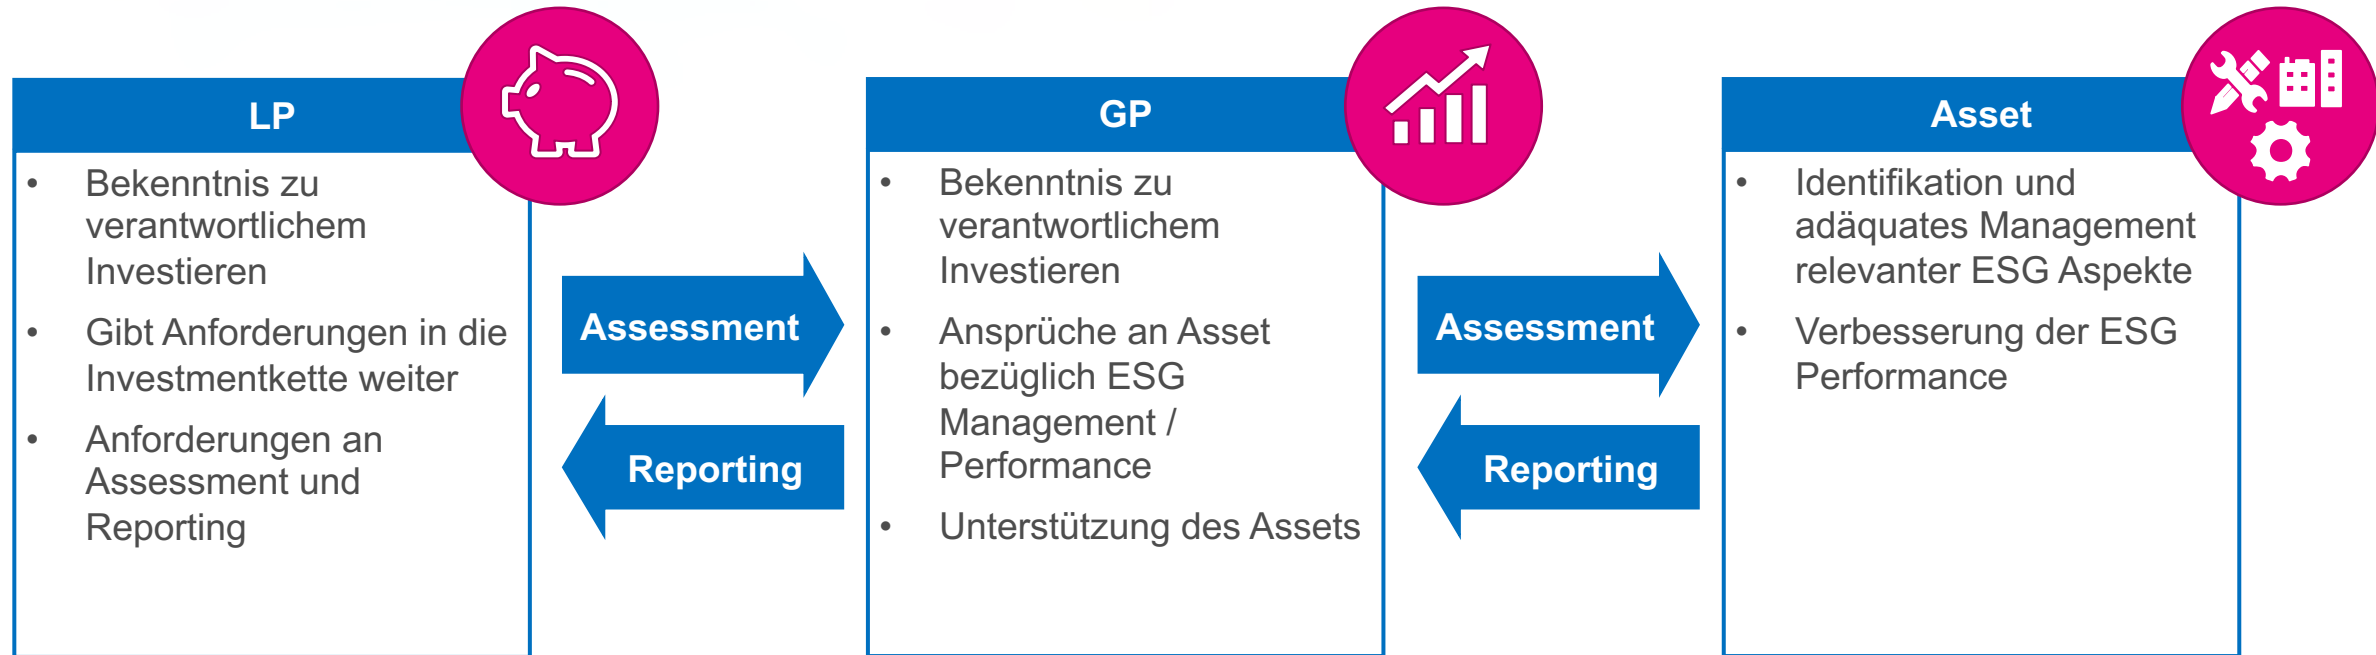 LP
• Bekenntnis zu
verantwortlichem
Investieren
• Gibt Anforderungen in die
Investmentkette weiter
• Anforderungen an
Assessment und
Reporting
Assessment
Reporting
GP
• Bekenntnis zu
verantwortlichem
Investieren
• Ansprüche an Asset
bezüglich ESG
Management /
Performance
• Unterstützung des Assets
Assessment
Reporting
Asset
• Identifikation und
adäquates Management
relevanter ESG Aspekte
• Verbesserung der ESG
Performance